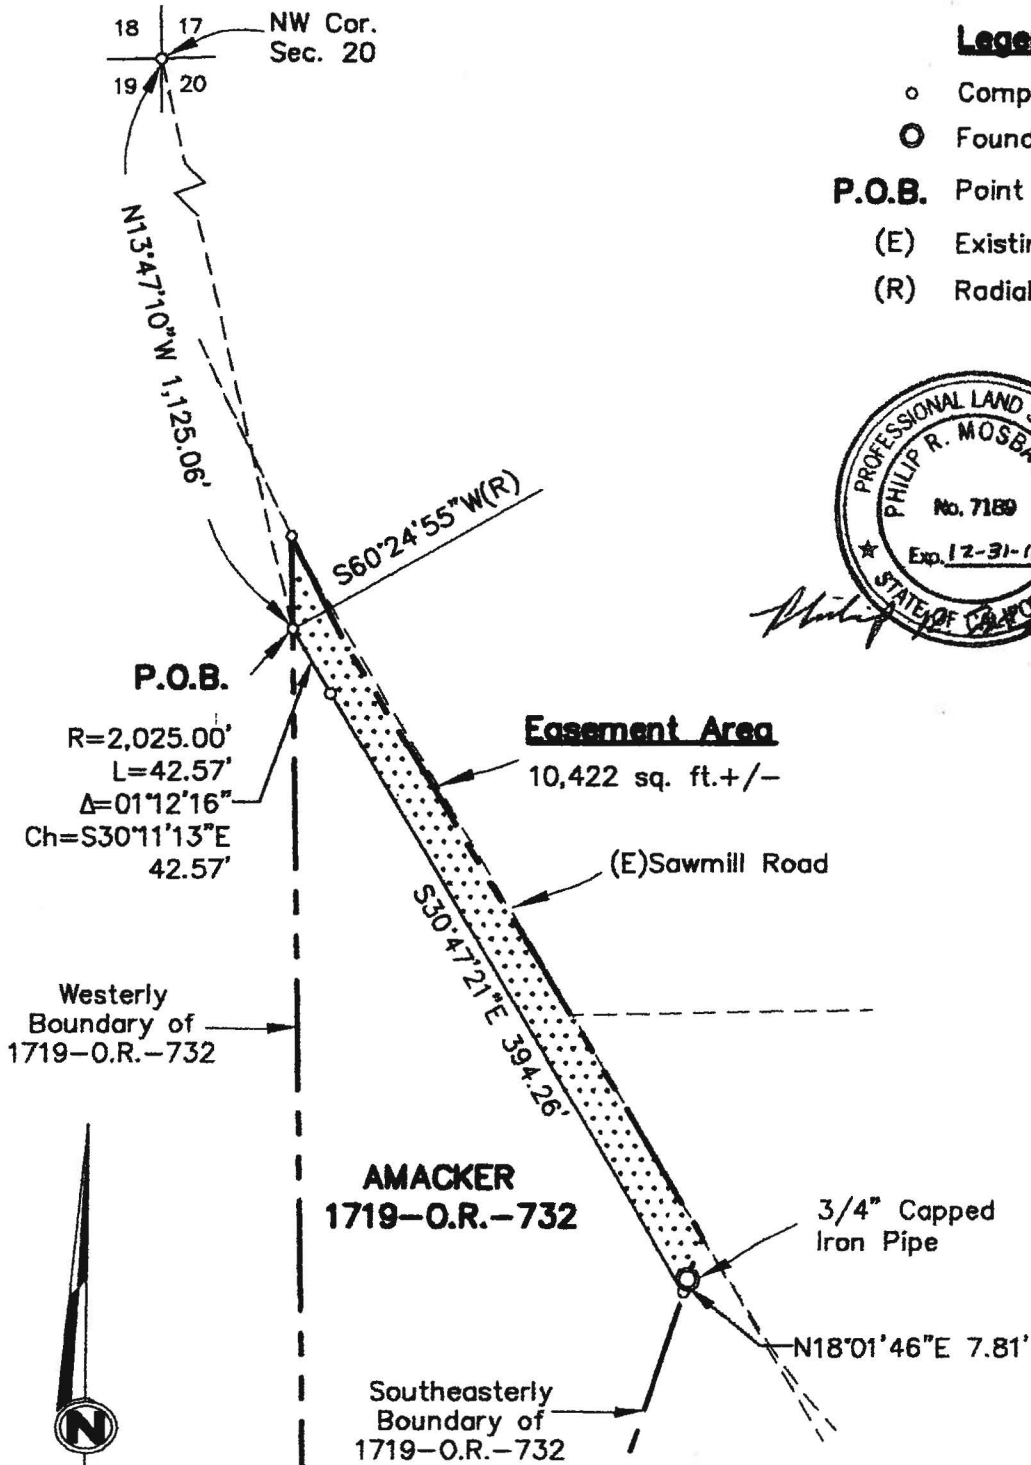 18 17
19 20
NW Cor.
Sec. 20
Comp
Found
P.O.B. Point
(E)
(R)
N13°47'10"W 1,125.06'
S60°24'55"W(R)
PROFESSIONAL LAND
PHILIP R.
No. 7189
Exp. 12-31-1
STATE OF
P.O.B.
R=2,025.00'
L=42.57'
Δ=01°12'16"
Ch=S30°11'13"E
42.57'
Easement Area
10,422 sq. ft.+/-
(E)Sawmill Road
S30°47'21"E 394.26'
Westerly
Boundary of
1719-O.R.-732
AMACKER
1719-O.R.-732
3/4" Capped
Iron Pipe
N18°01'46"E 7.81'
Southeasterly
Boundary of
1719-O.R.-732
N